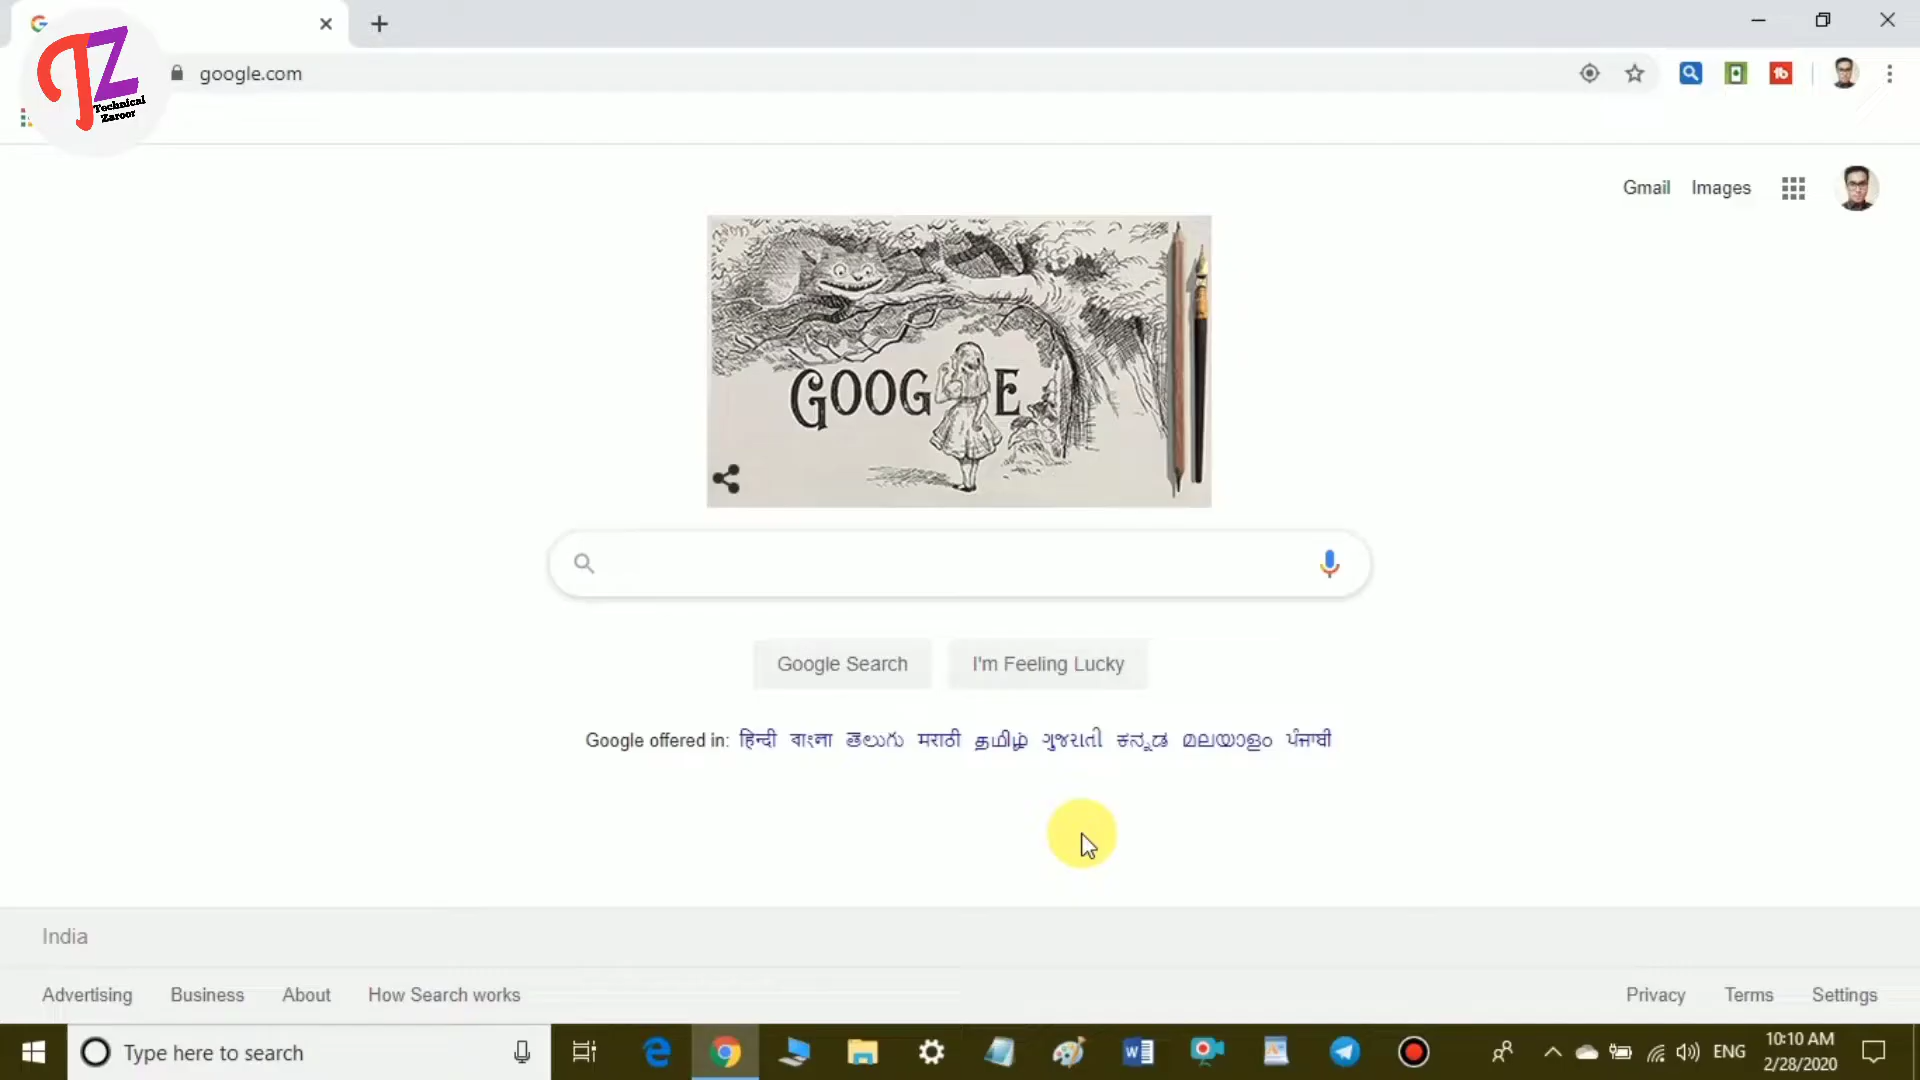 TZ
Technical
Zaroor
google.com
Gmail Images
GOOGLE
Google Search I'm Feeling Lucky
Google offered in: हिन्दी বাংলা తెలుగు मराठी தமிழ் ગુજરાતી ಕನ್ನಡ മലയാളം ਪੰਜਾਬੀ
India
Advertising Business About How Search works Privacy Terms Settings
Type here to search ENG 10:10 AM
2/28/2020